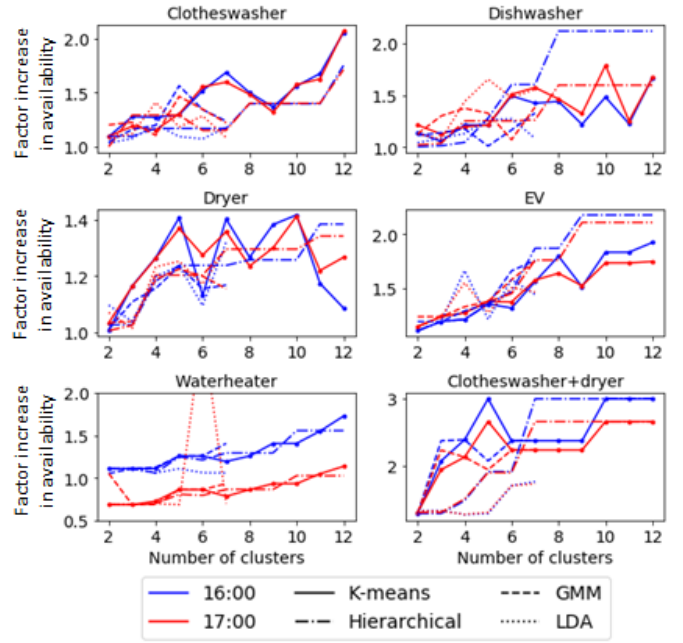 Clotheswasher
Dishwasher
Factor increase
in availability
2.0
1.5
1.0
2 4 6 8 10 12
2.0
1.5
1.0
2 4 6 8 10 12
Dryer
EV
Factor increase
in availability
1.4
1.2
1.0
2 4 6 8 10 12
2.0
1.5
2 4 6 8 10 12
Waterheater
Clotheswasher+dryer
Factor increase
in availability
2.0
1.5
1.0
0.5
2 4 6 8 10 12
3
2
2 4 6 8 10 12
Number of clusters
Number of clusters
16:00 K-means GMM
17:00 Hierarchical LDA